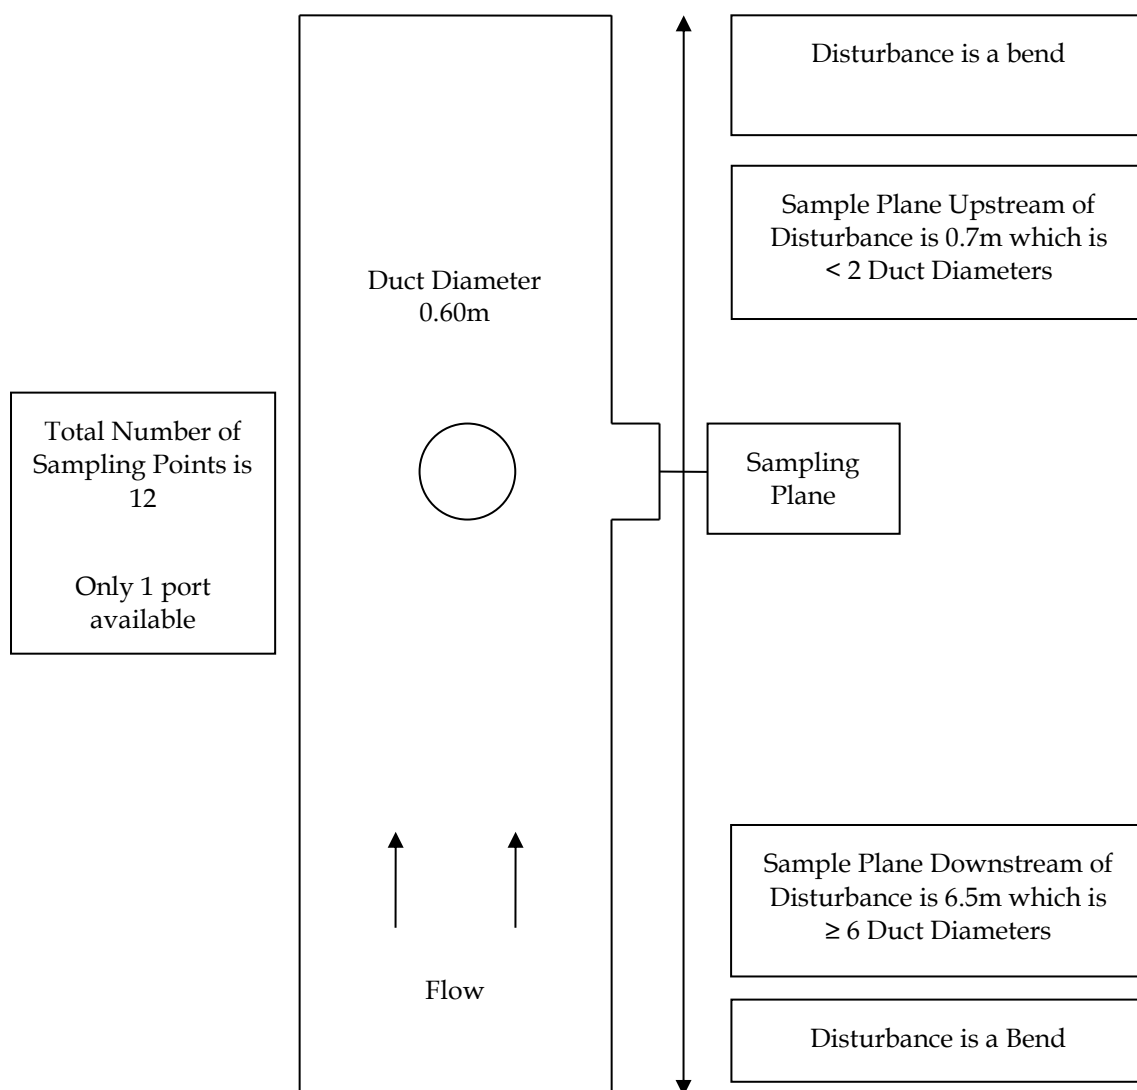 Disturbance is a bend
Sample Plane Upstream of
Disturbance is 0.7m which is
< 2 Duct Diameters
Duct Diameter
0.60m
Total Number of
Sampling Points is
12
Only 1 port
available
Sampling
Plane
Sample Plane Downstream of
Disturbance is 6.5m which is
≥ 6 Duct Diameters
Flow
Disturbance is a Bend